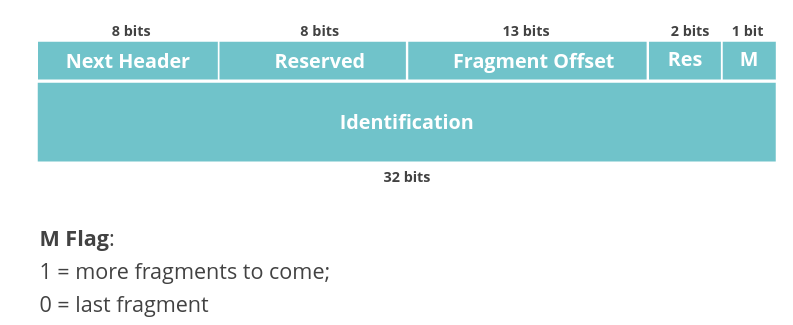 8 bits 8 bits 13 bits 2 bits 1 bit
Next Header Reserved Fragment Offset Res M
Identification
32 bits
M Flag:
1 = more fragments to come;
0 = last fragment